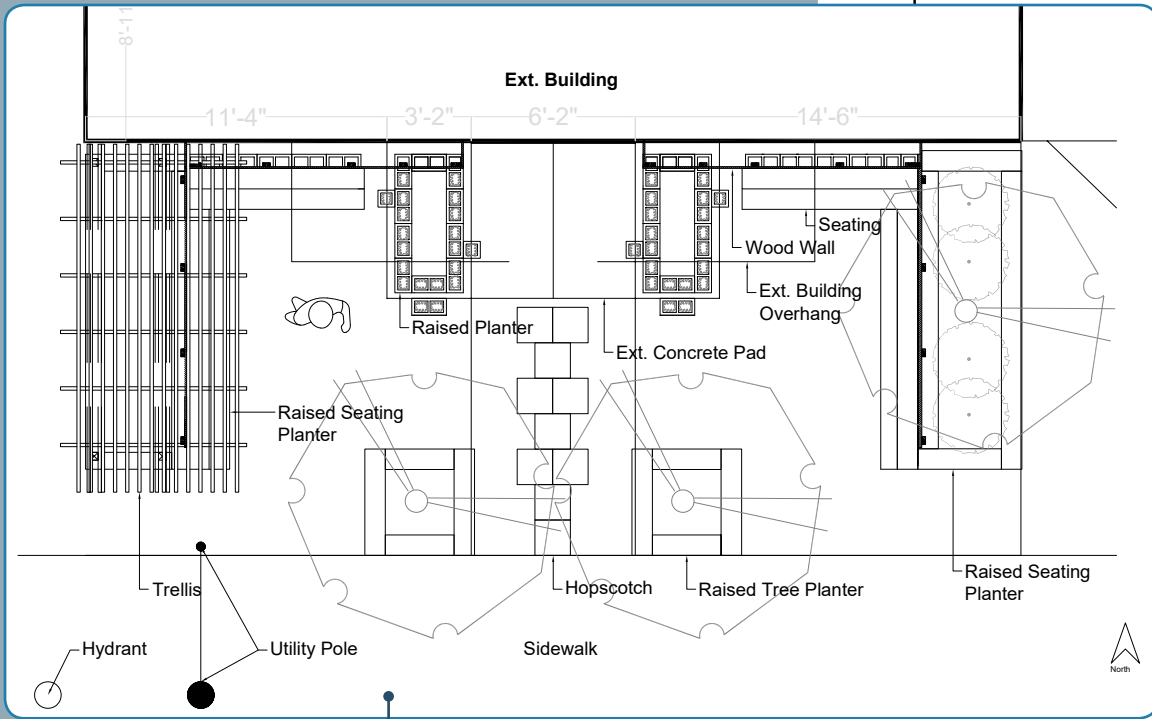 8'-11
Ext. Building
11'-4"
3'-2"
6'-2"
14'-6"
Seating
Wood Wall
Ext. Building
Overhang
Raised Planter
Ext. Concrete Pad
Raised Seating
Planter
Trellis
Hopscotch
Raised Tree Planter
Raised Seating
Planter
Hydrant
Utility Pole
Sidewalk
North